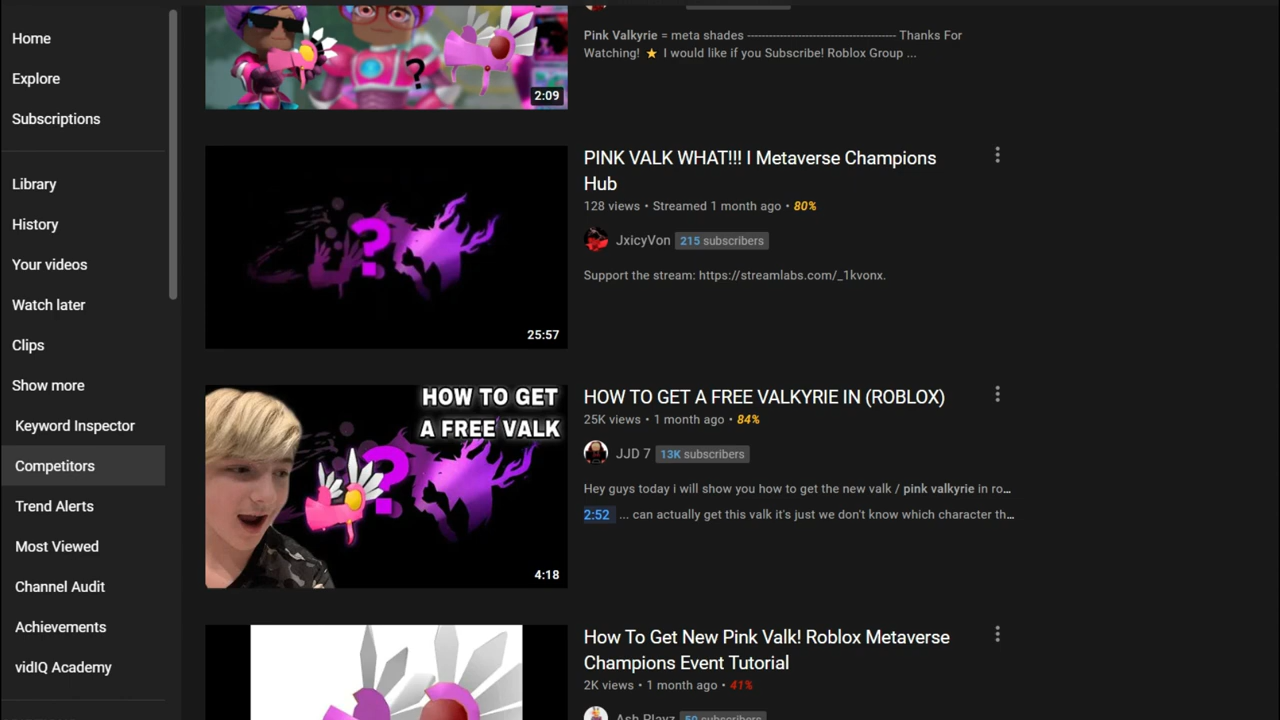 Home
Explore
Subscriptions
Library
History
Your videos
Watch later
Clips
Show more
Keyword Inspector
Competitors
Trend Alerts
Most Viewed
Channel Audit
Achievements
vidIQ Academy
?
2:09
Pink Valkyrie = meta shades ------------------------------------------ Thanks For
Watching! ⭐ I would like if you Subscribe! Roblox Group ...
?
25:57
PINK VALK WHAT!!! I Metaverse Champions
Hub
128 views • Streamed 1 month ago • 80%
JxicyVon 215 subscribers
Support the stream: https://streamlabs.com/_1kvonx.
HOW TO GET
A FREE VALK
?
4:18
HOW TO GET A FREE VALKYRIE IN (ROBLOX)
25K views • 1 month ago • 84%
JJD 7 13K subscribers
Hey guys today i will show you how to get the new valk / pink valkyrie in ro...
2:52 ... can actually get this valk it's just we don't know which character th...
How To Get New Pink Valk! Roblox Metaverse
Champions Event Tutorial
2K views • 1 month ago • 41%
Ash Playz 50 subscribers